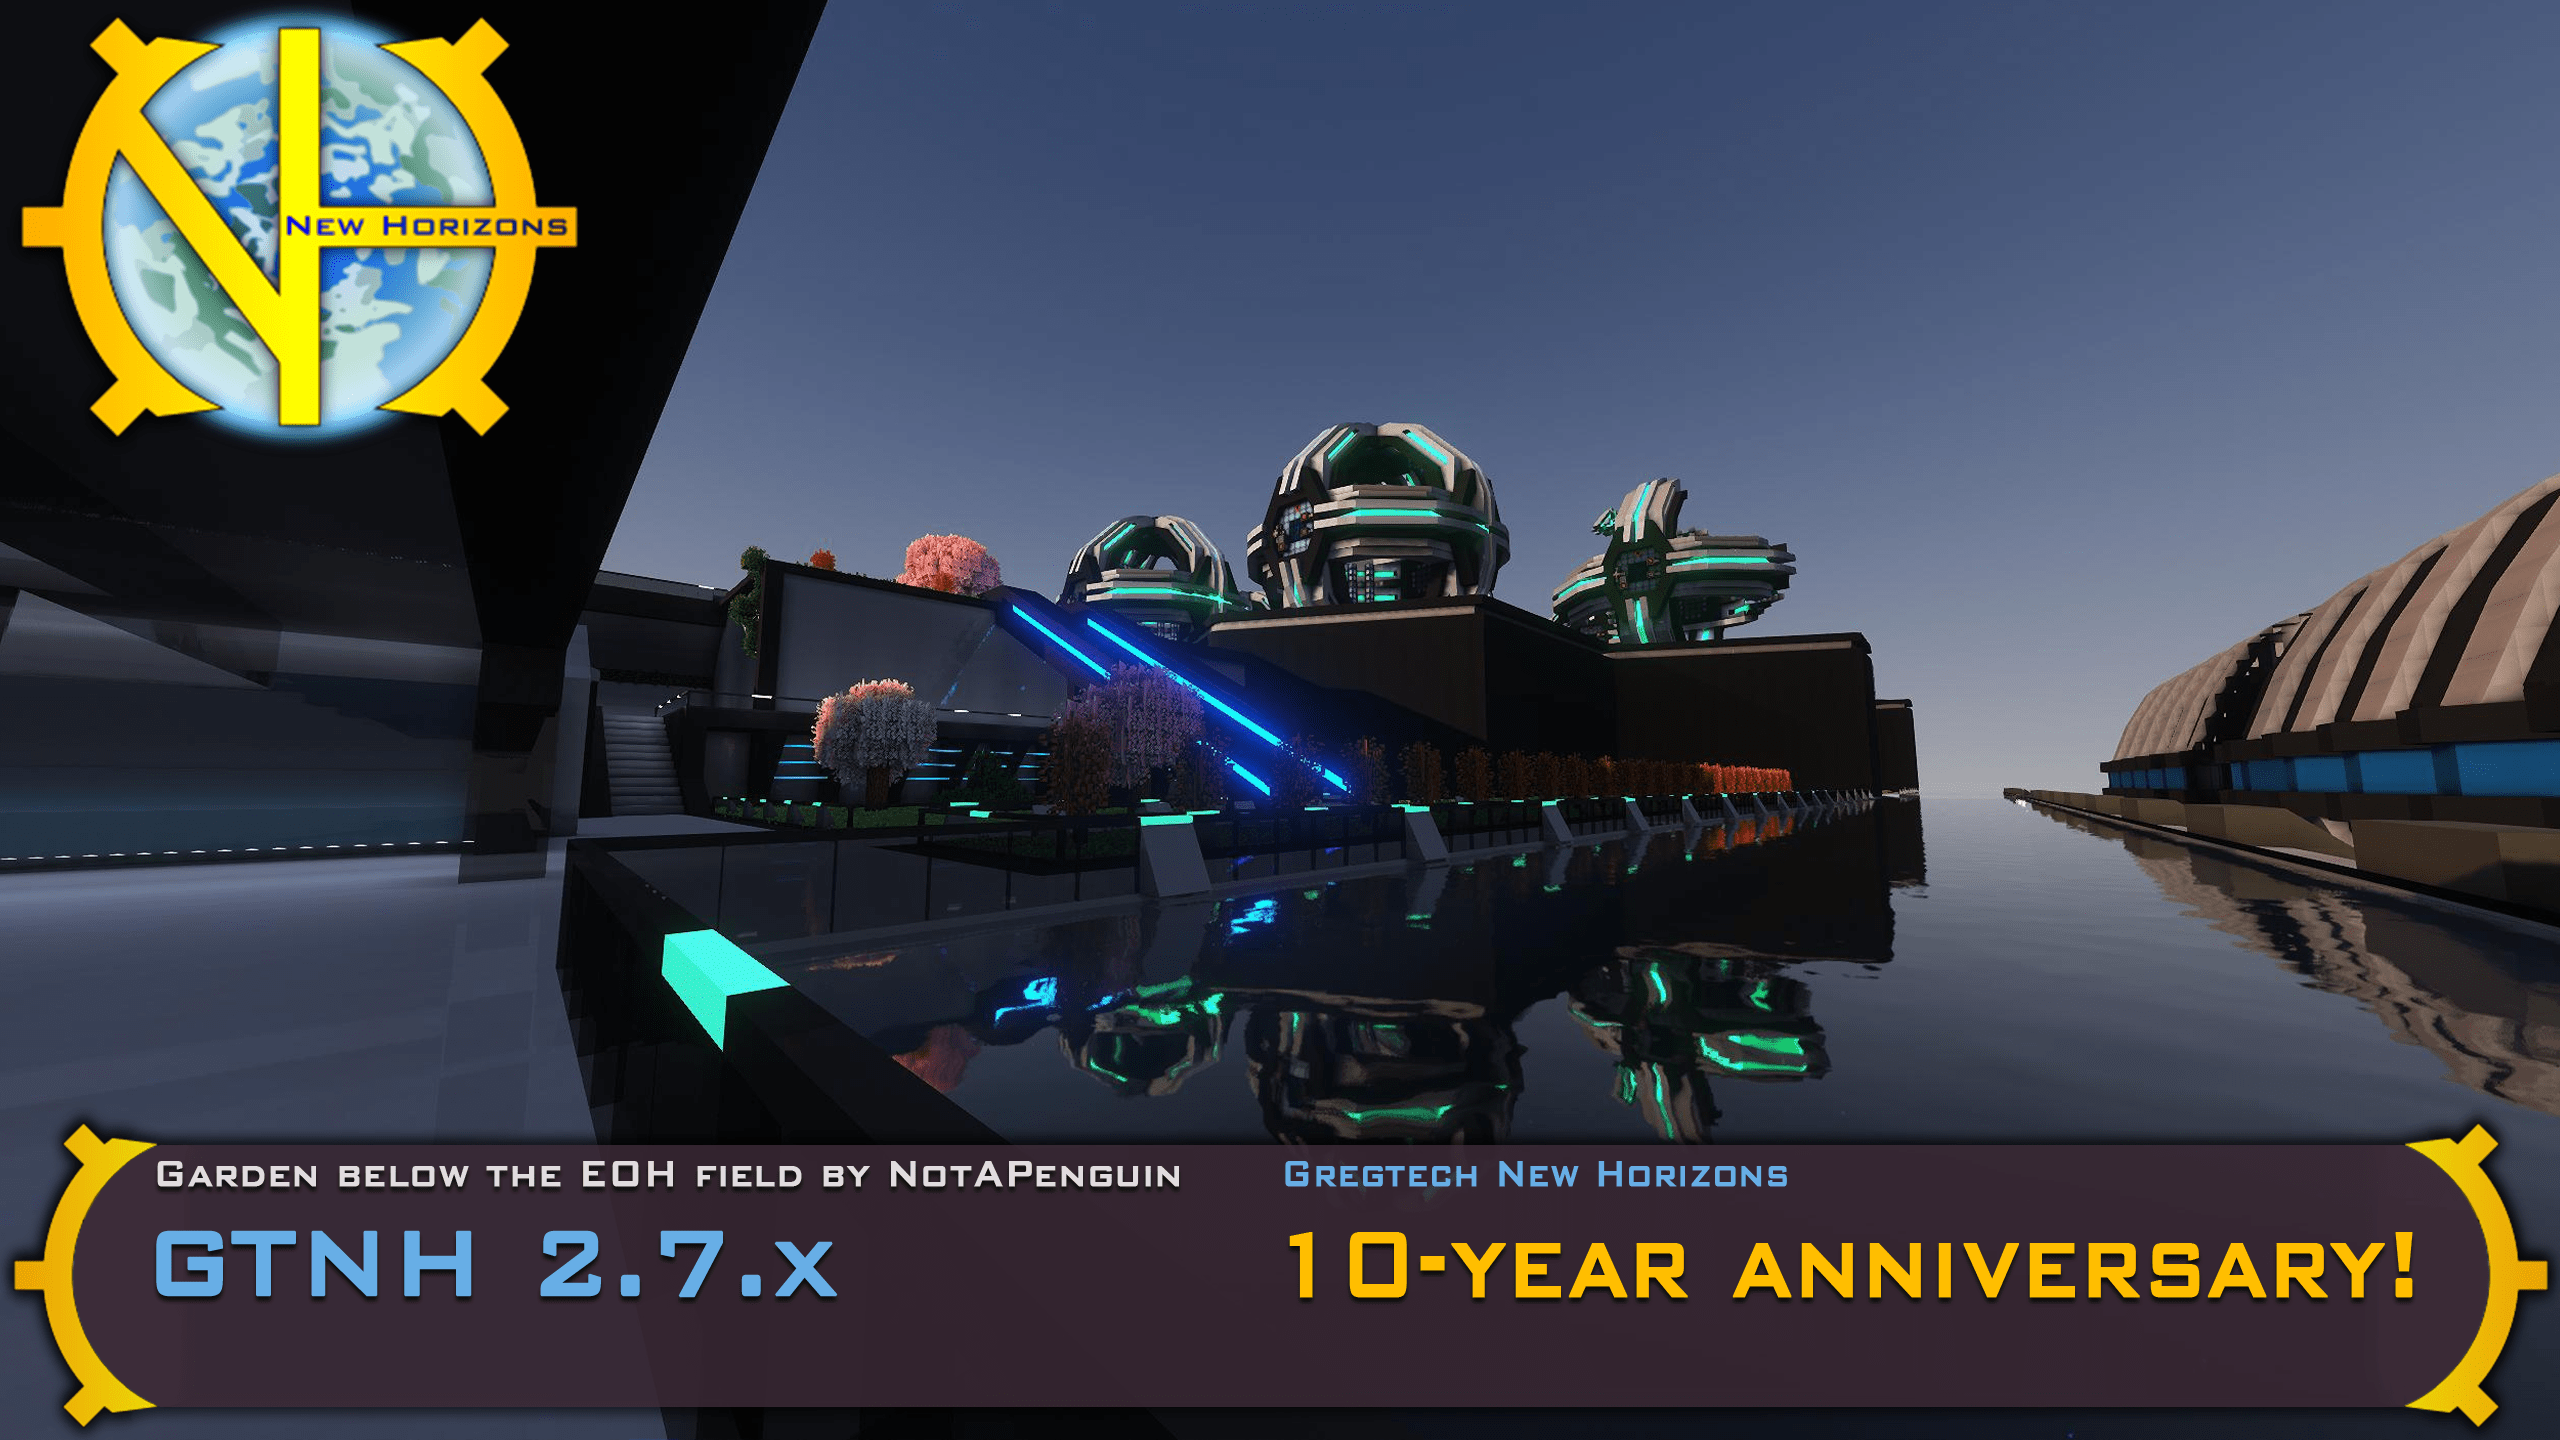 New Horizons
Garden below the EOH field by NotAPenguin
GTNH 2.7.x
Gregtech New Horizons
10-year anniversary!